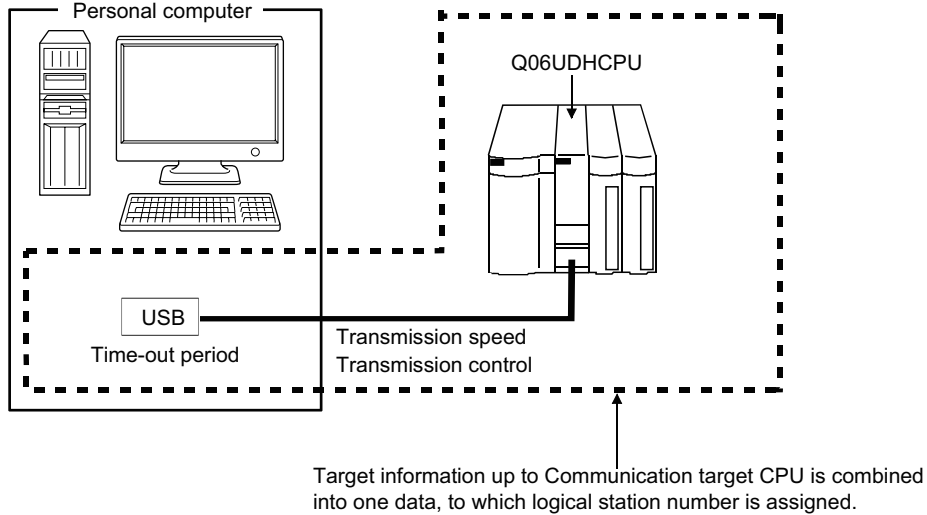 Personal computer
Q06UDHCPU
USB
Time-out period
Transmission speed
Transmission control
Target information up to Communication target CPU is combined
into one data, to which logical station number is assigned.